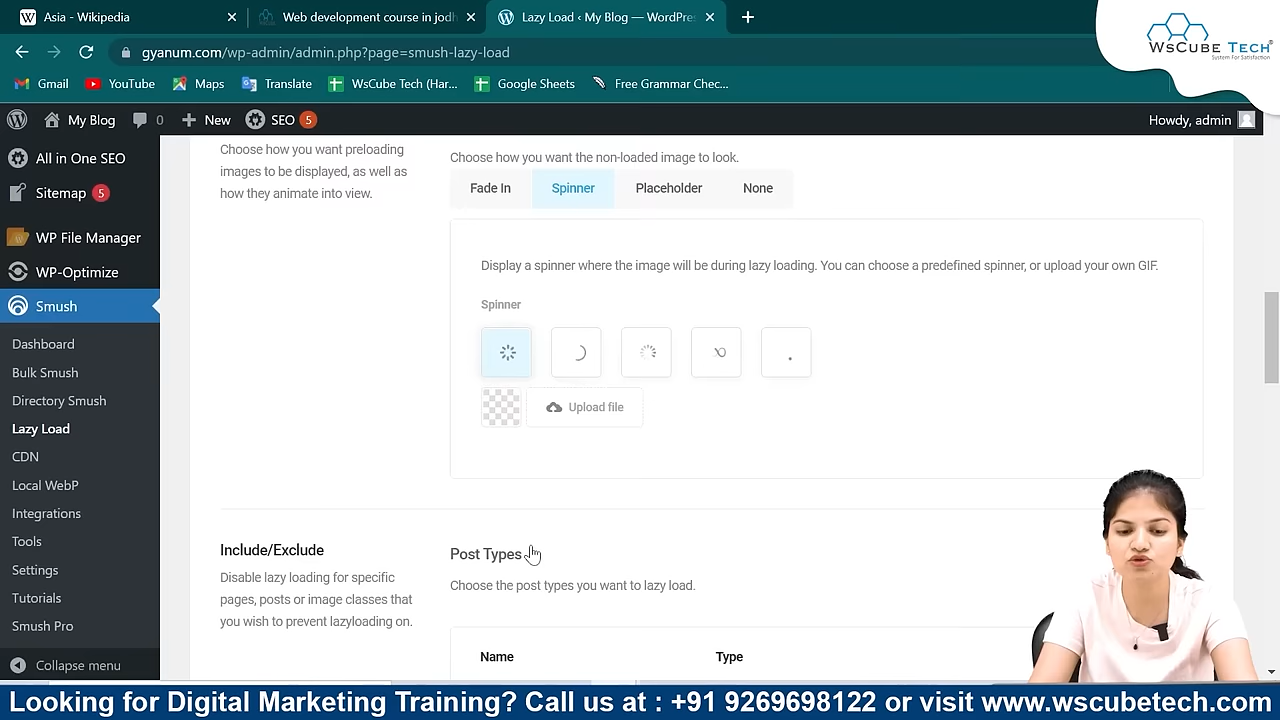 Asia - Wikipedia
Web development course in jodh
Lazy Load ‹ My Blog — WordPres
gyanum.com/wp-admin/admin.php?page=smush-lazy-load
Gmail
YouTube
Maps
Translate
WsCube Tech (Har...
Google Sheets
Free Grammar Chec...
WsCube Tech
System For Satisfaction
My Blog
0
New
SEO 5
Howdy, admin
All in One SEO
Sitemap 5
WP File Manager
WP-Optimize
Smush
Dashboard
Bulk Smush
Directory Smush
Lazy Load
CDN
Local WebP
Integrations
Tools
Settings
Tutorials
Smush Pro
Collapse menu
Choose how you want preloading
images to be displayed, as well as
how they animate into view.
Choose how you want the non-loaded image to look.
Fade In
Spinner
Placeholder
None
Display a spinner where the image will be during lazy loading. You can choose a predefined spinner, or upload your own GIF.
Spinner
Upload file
Include/Exclude
Disable lazy loading for specific
pages, posts or image classes that
you wish to prevent lazyloading on.
Post Types
Choose the post types you want to lazy load.
Name Type
Looking for Digital Marketing Training? Call us at : +91 9269698122 or visit www.wscubetech.com